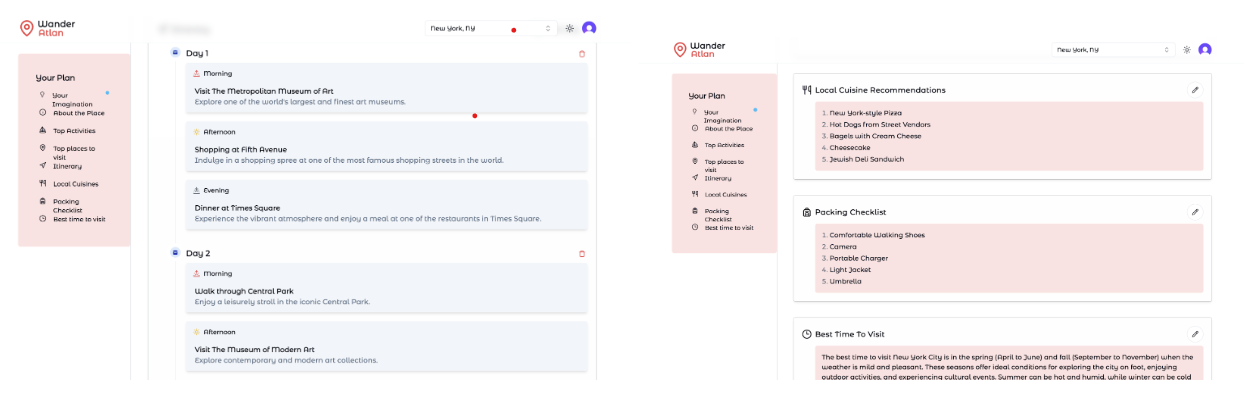 Wander
Atlan
New York, NY
Your Plan
Your
Imagination
About the Place
Top Activities
Top places to
visit
Itinerary
Local Cuisines
Packing
Checklist
Best time to visit
Day 1
Morning
Visit The Metropolitan Museum of Art
Explore one of the world's largest and finest art museums.
Afternoon
Shopping at Fifth Avenue
Indulge in a shopping spree at one of the most famous shopping streets in the world.
Evening
Dinner at Times Square
Experience the vibrant atmosphere and enjoy a meal at one of the restaurants in Times Square.
Day 2
Morning
Walk through Central Park
Enjoy a leisurely stroll in the iconic Central Park.
Afternoon
Visit The Museum of Modern Art
Explore contemporary and modern art collections.
Wander
Atlan
New York, NY
Your Plan
Your
Imagination
About the Place
Top Activities
Top places to
visit
Itinerary
Local Cuisines
Packing
Checklist
Best time to visit
Local Cuisine Recommendations
1. New York-style Pizza
2. Hot Dogs from Street Vendors
3. Bagels with Cream Cheese
4. Cheesecake
5. Jewish Deli Sandwich
Packing Checklist
1. Comfortable Walking Shoes
2. Camera
3. Portable Charger
4. Light Jacket
5. Umbrella
Best Time To Visit
The best time to visit New York City is in the spring (April to June) and fall (September to November) when the
weather is mild and pleasant. These seasons offer ideal conditions for exploring the city on foot, enjoying
outdoor activities, and experiencing cultural events. Summer can be hot and humid, while winter can be cold